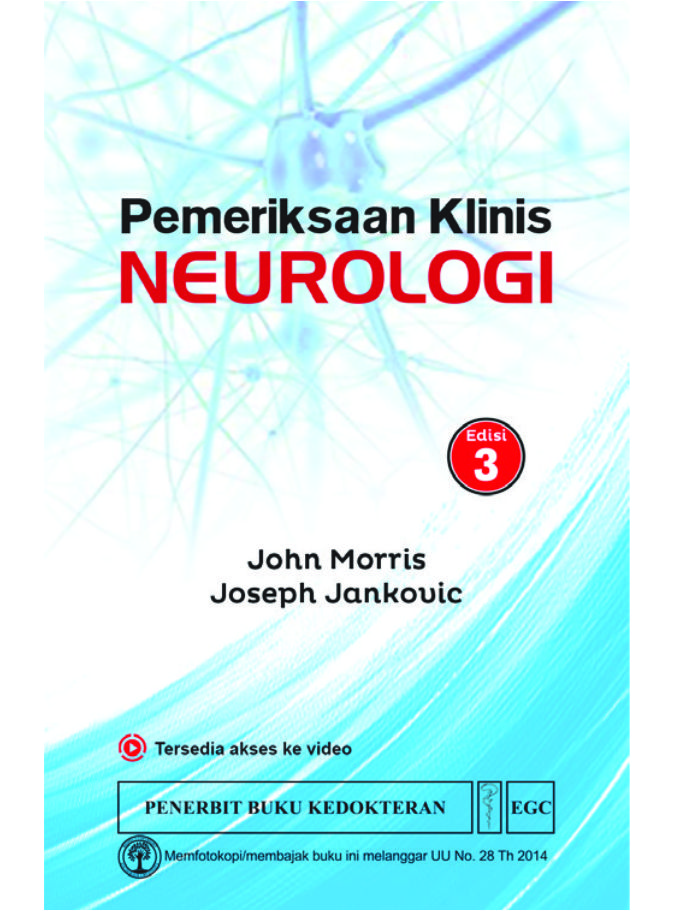 Pemeriksaan Klinis
NEUROLOGI
Edisi
3
John Morris
Joseph Jankovic
Tersedia akses ke video
PENERBIT BUKU KEDOKTERAN EGC
Memfotokopi/membajak buku ini melanggar UU No. 28 Th 2014